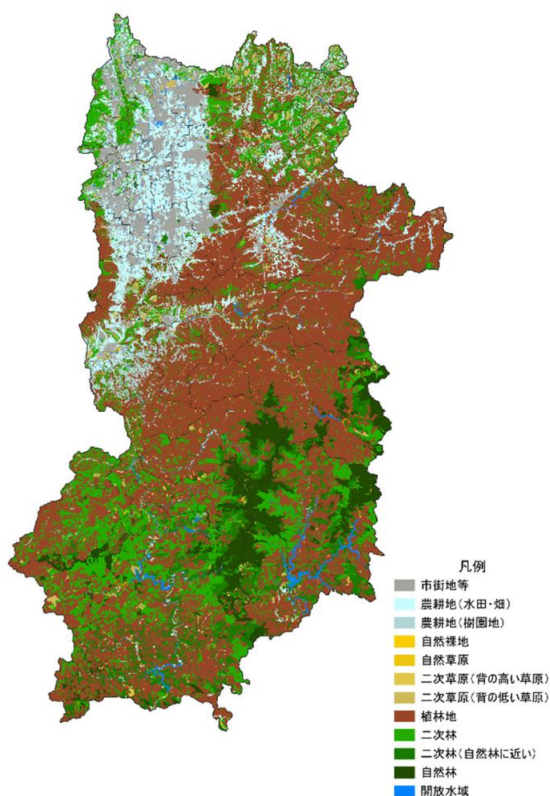 凡例
市街地等
農耕地(水田・畑)
農耕地(樹園地)
自然裸地
自然草原
二次草原(背の高い草原)
二次草原(背の低い草原)
植林地
二次林
二次林(自然林に近い)
自然林
開放水域